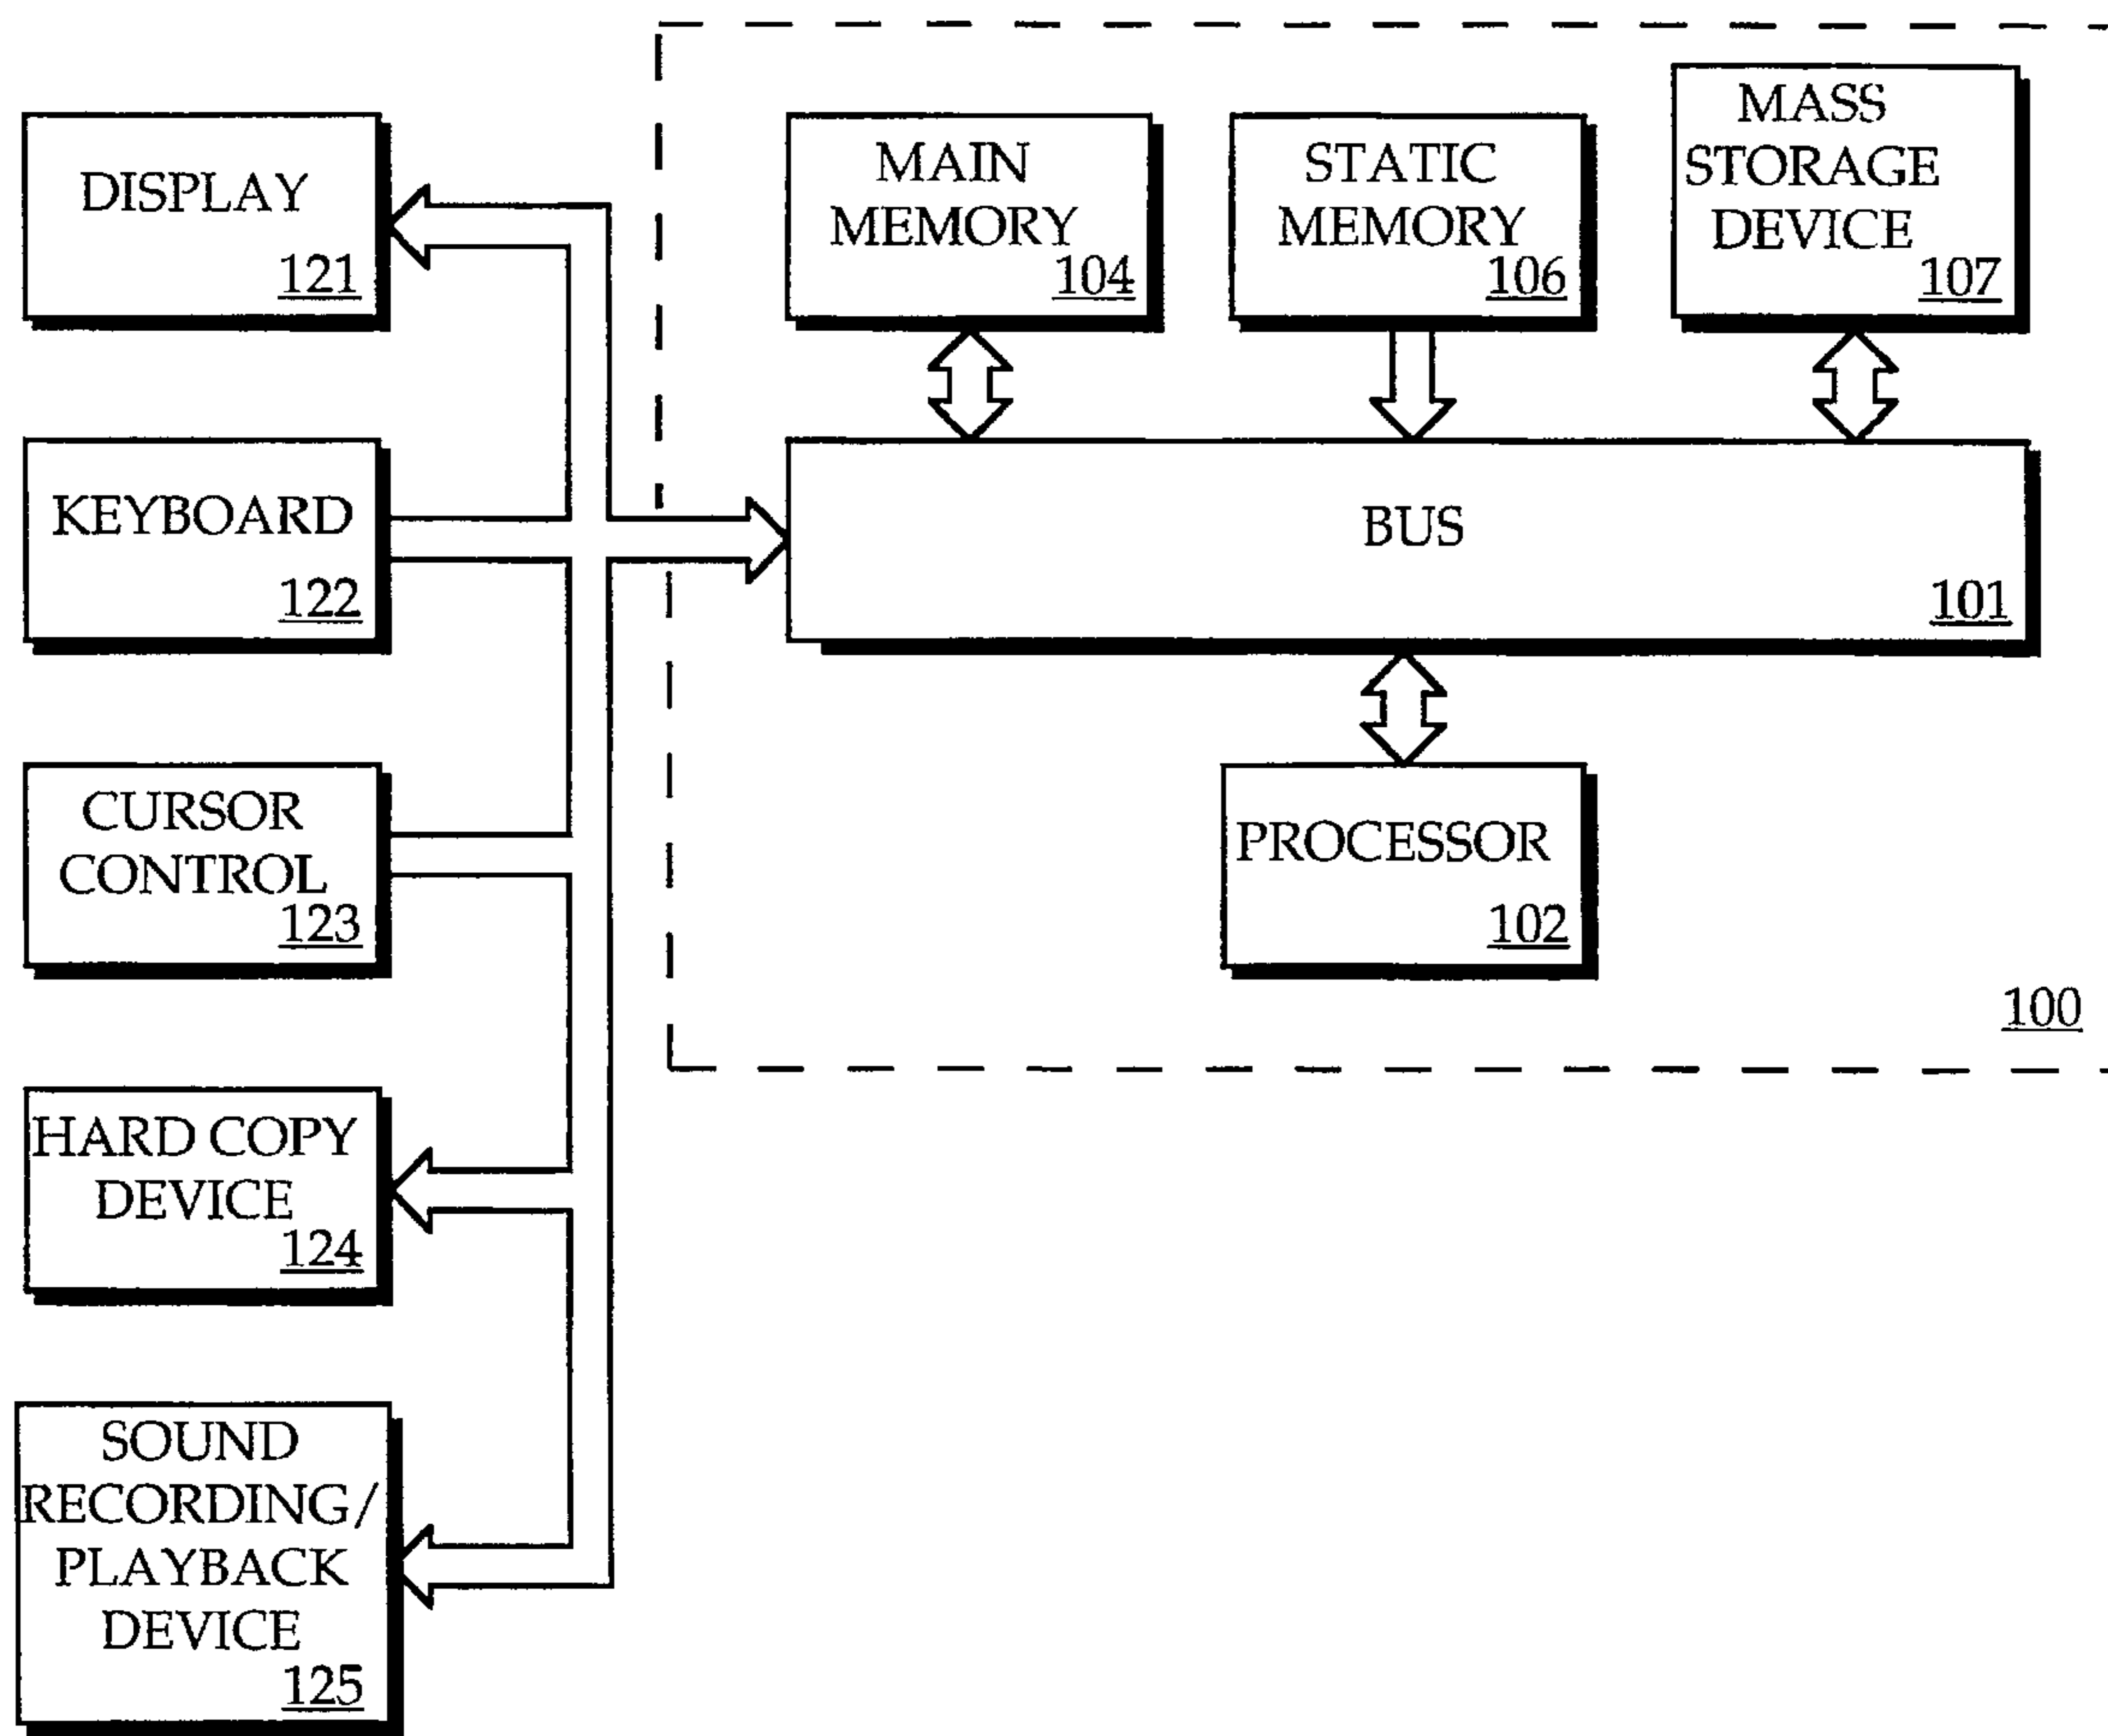 DISPLAY
121
KEYBOARD
122
CURSOR
CONTROL
123
HARD COPY
DEVICE
124
SOUND
RECORDING/
PLAYBACK
DEVICE
125
MAIN
MEMORY
104
STATIC
MEMORY
106
MASS
STORAGE
DEVICE
107
BUS
101
PROCESSOR
102
100